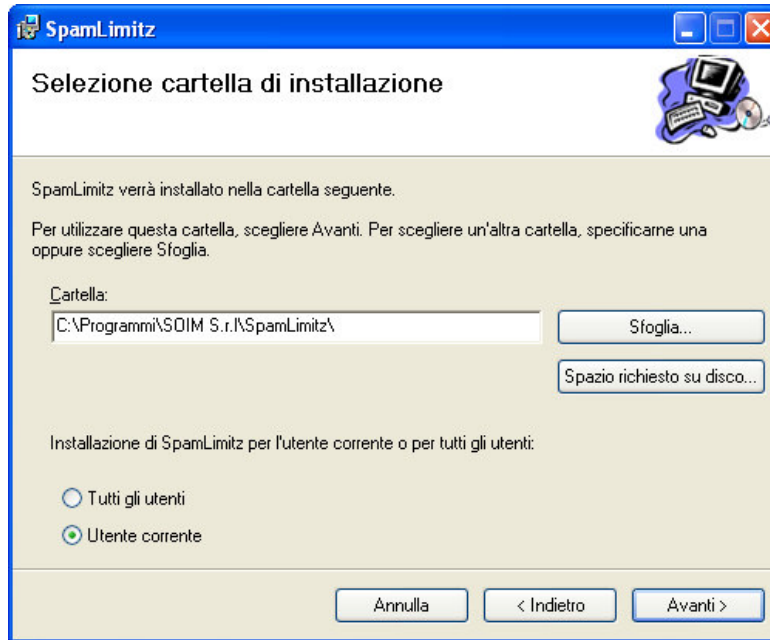 SpamLimitz
Selezione cartella di installazione
SpamLimitz verrà installato nella cartella seguente.
Per utilizzare questa cartella, scegliere Avanti. Per scegliere un'altra cartella, specificarne una
oppure scegliere Sfoglia.
Cartella:
C:\Programmi\SOIM S.r.l\SpamLimitz\
Sfoglia...
Spazio richiesto su disco...
Installazione di SpamLimitz per l'utente corrente o per tutti gli utenti:
Tutti gli utenti
Utente corrente
Annulla
< Indietro
Avanti >